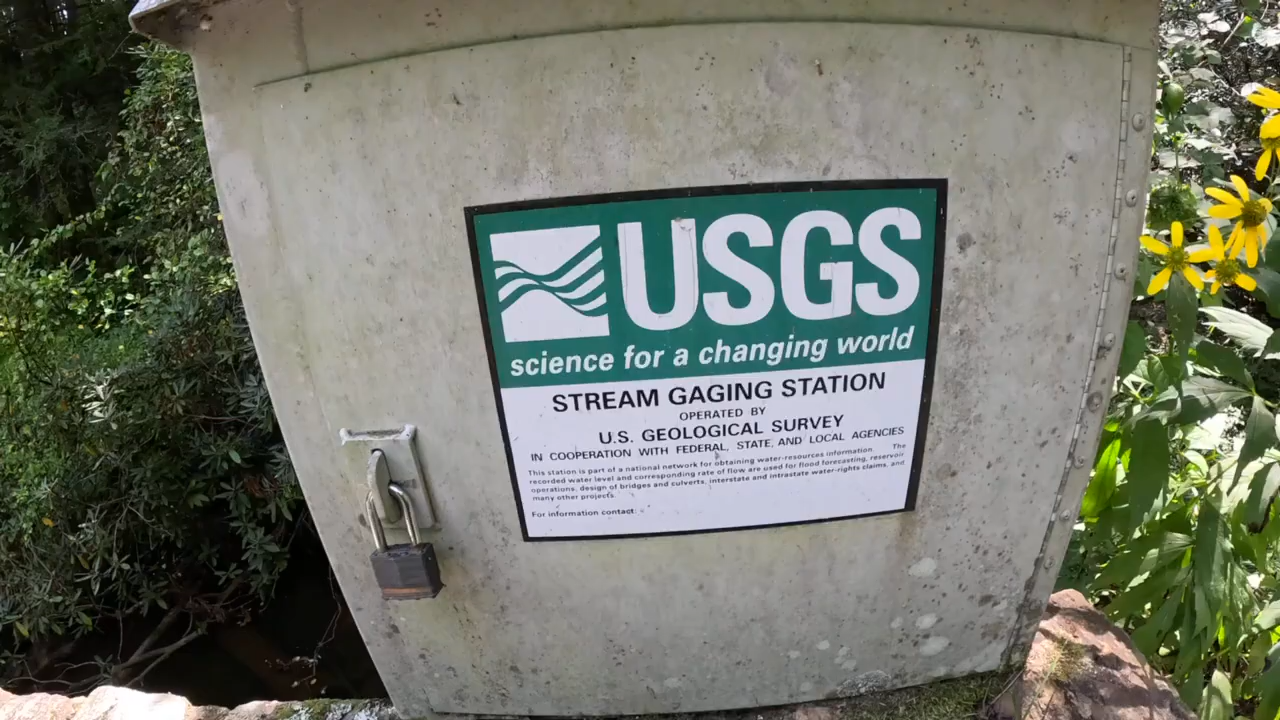 USGS
science for a changing world
STREAM GAGING STATION
OPERATED BY
U.S. GEOLOGICAL SURVEY
IN COOPERATION WITH FEDERAL, STATE, AND LOCAL AGENCIES
This station is part of a national network for obtaining water-resources information. The
recorded water level and corresponding rate of flow are used for flood forecasting, reservoir
operations, design of bridges and culverts, interstate and intrastate water-rights claims, and
many other projects.
For information contact: